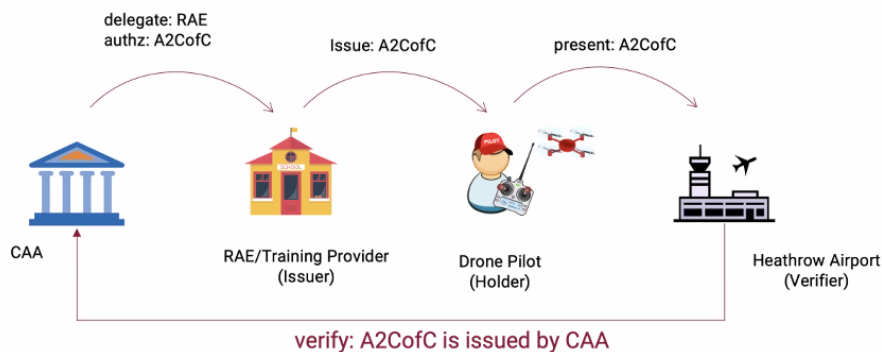 delegate: RAE
authz: A2CofC
Issue: A2CofC
present: A2CofC
SCHOOL
PILOT
CAA
RAE/Training Provider
(Issuer)
Drone Pilot
(Holder)
Heathrow Airport
(Verifier)
verify: A2CofC is issued by CAA